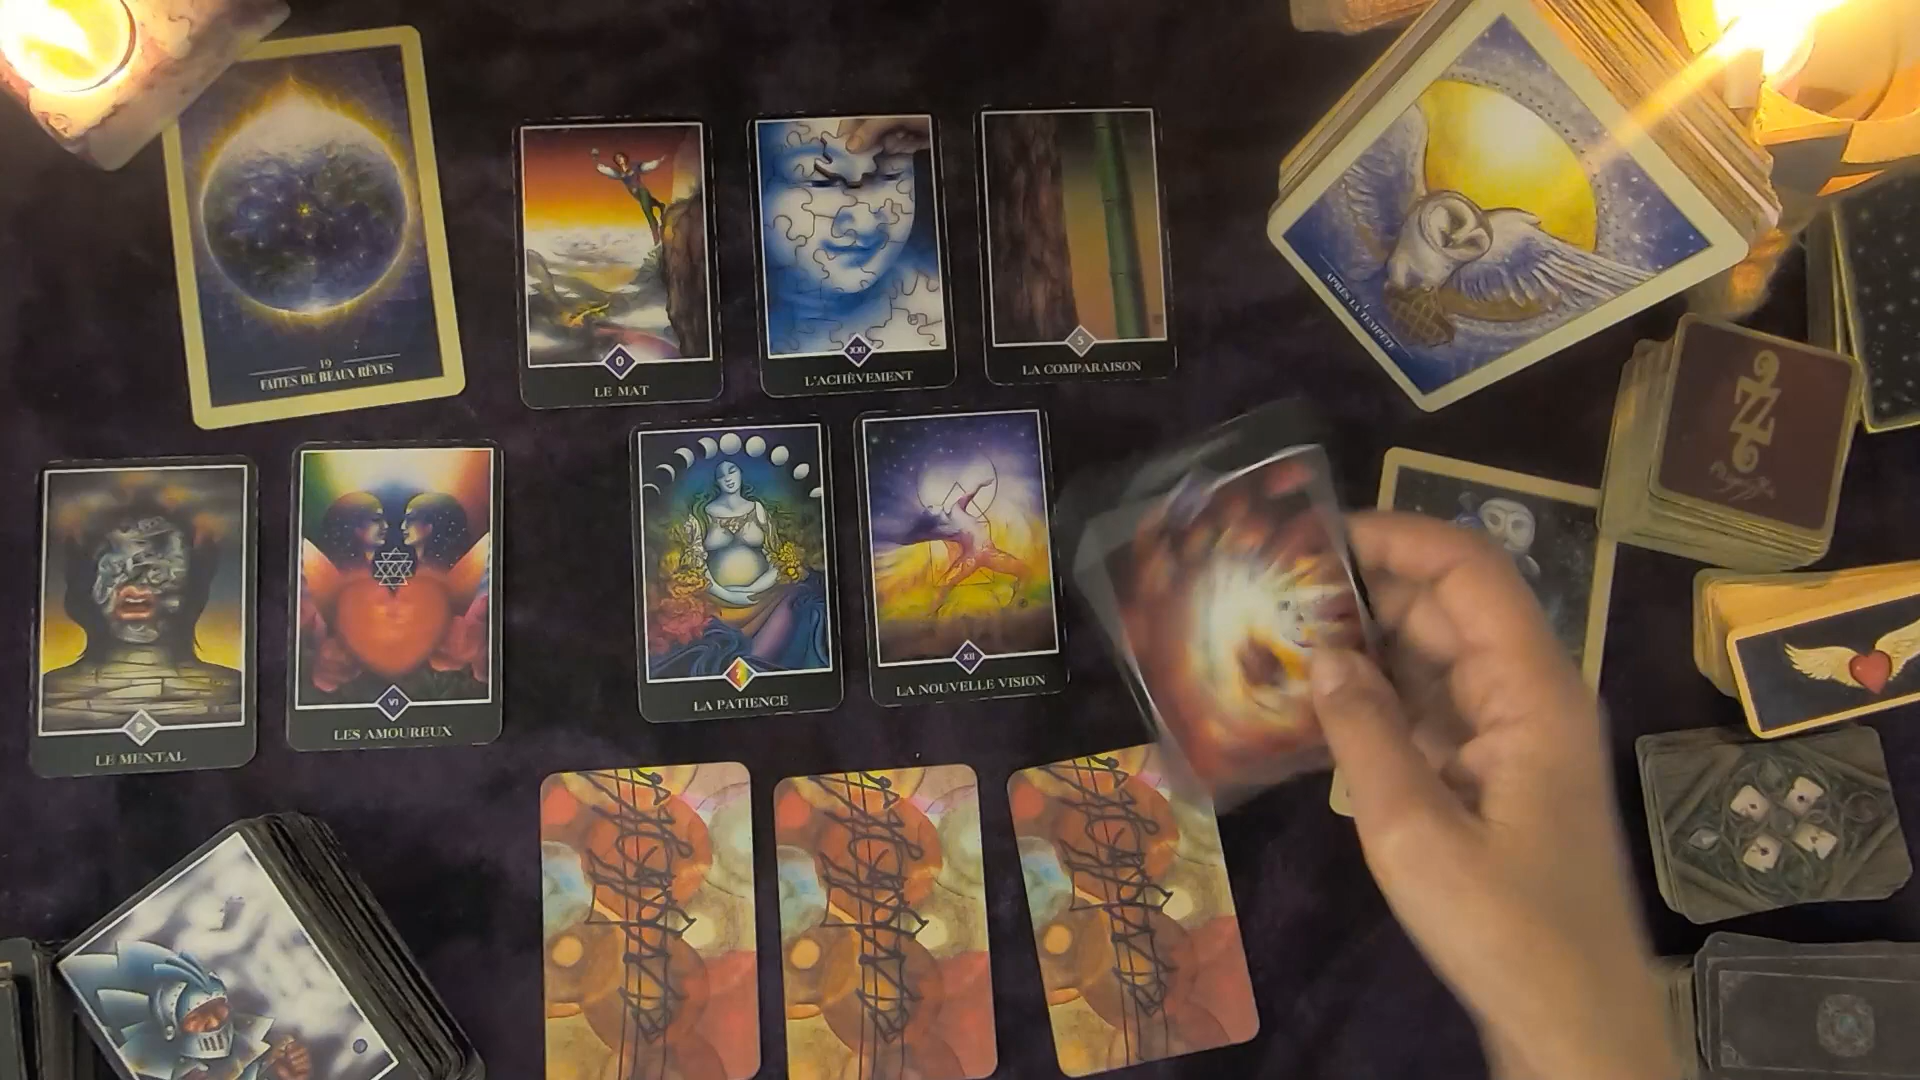 19
FAITES DE BEAUX RÊVES
0
LE MAT
XXI
L'ACHÈVEMENT
5
LA COMPARAISON
APRÈS LA TEMPÊTE
LE MENTAL
VI
LES AMOUREUX
7
LA PATIENCE
XII
LA NOUVELLE VISION